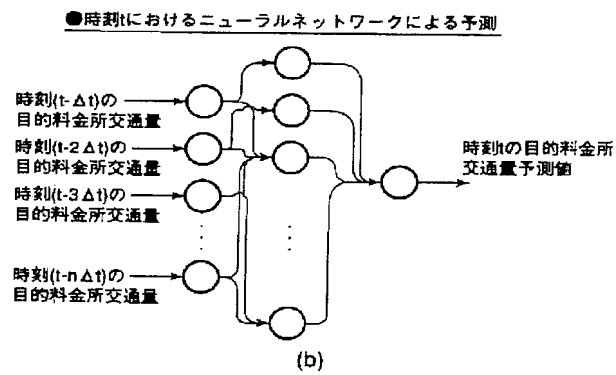 ●時刻tにおけるニューラルネットワークによる予測
時刻(t-Δt)の
目的料金所交通量
時刻(t-2Δt)の
目的料金所交通量
時刻(t-3Δt)の
目的料金所交通量
時刻(t-nΔt)の
目的料金所交通量
時刻tの目的料金所
交通量予測値
(b)